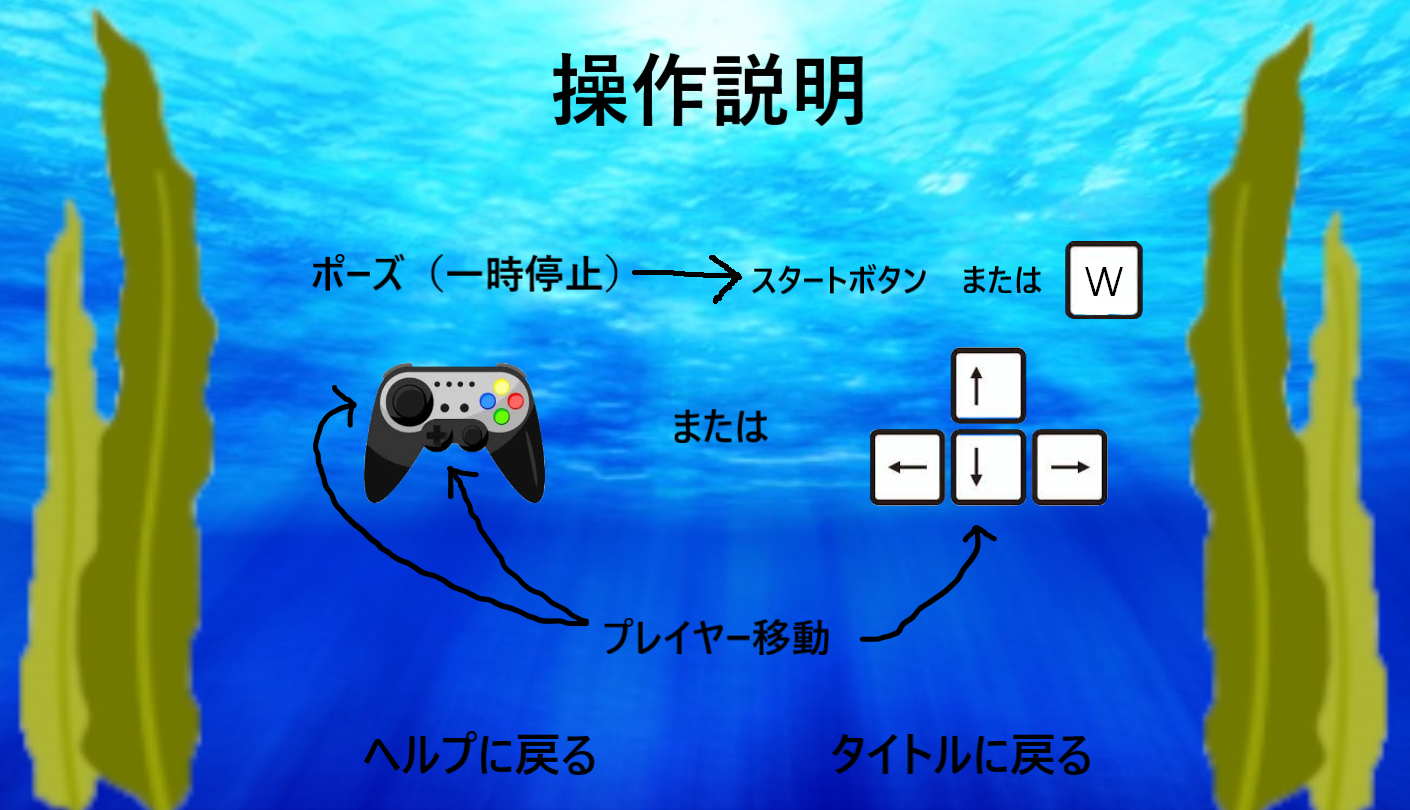 操作説明
ポーズ（一時停止） スタートボタン または W
または
↑
← ↓ →
プレイヤー移動
ヘルプに戻る タイトルに戻る